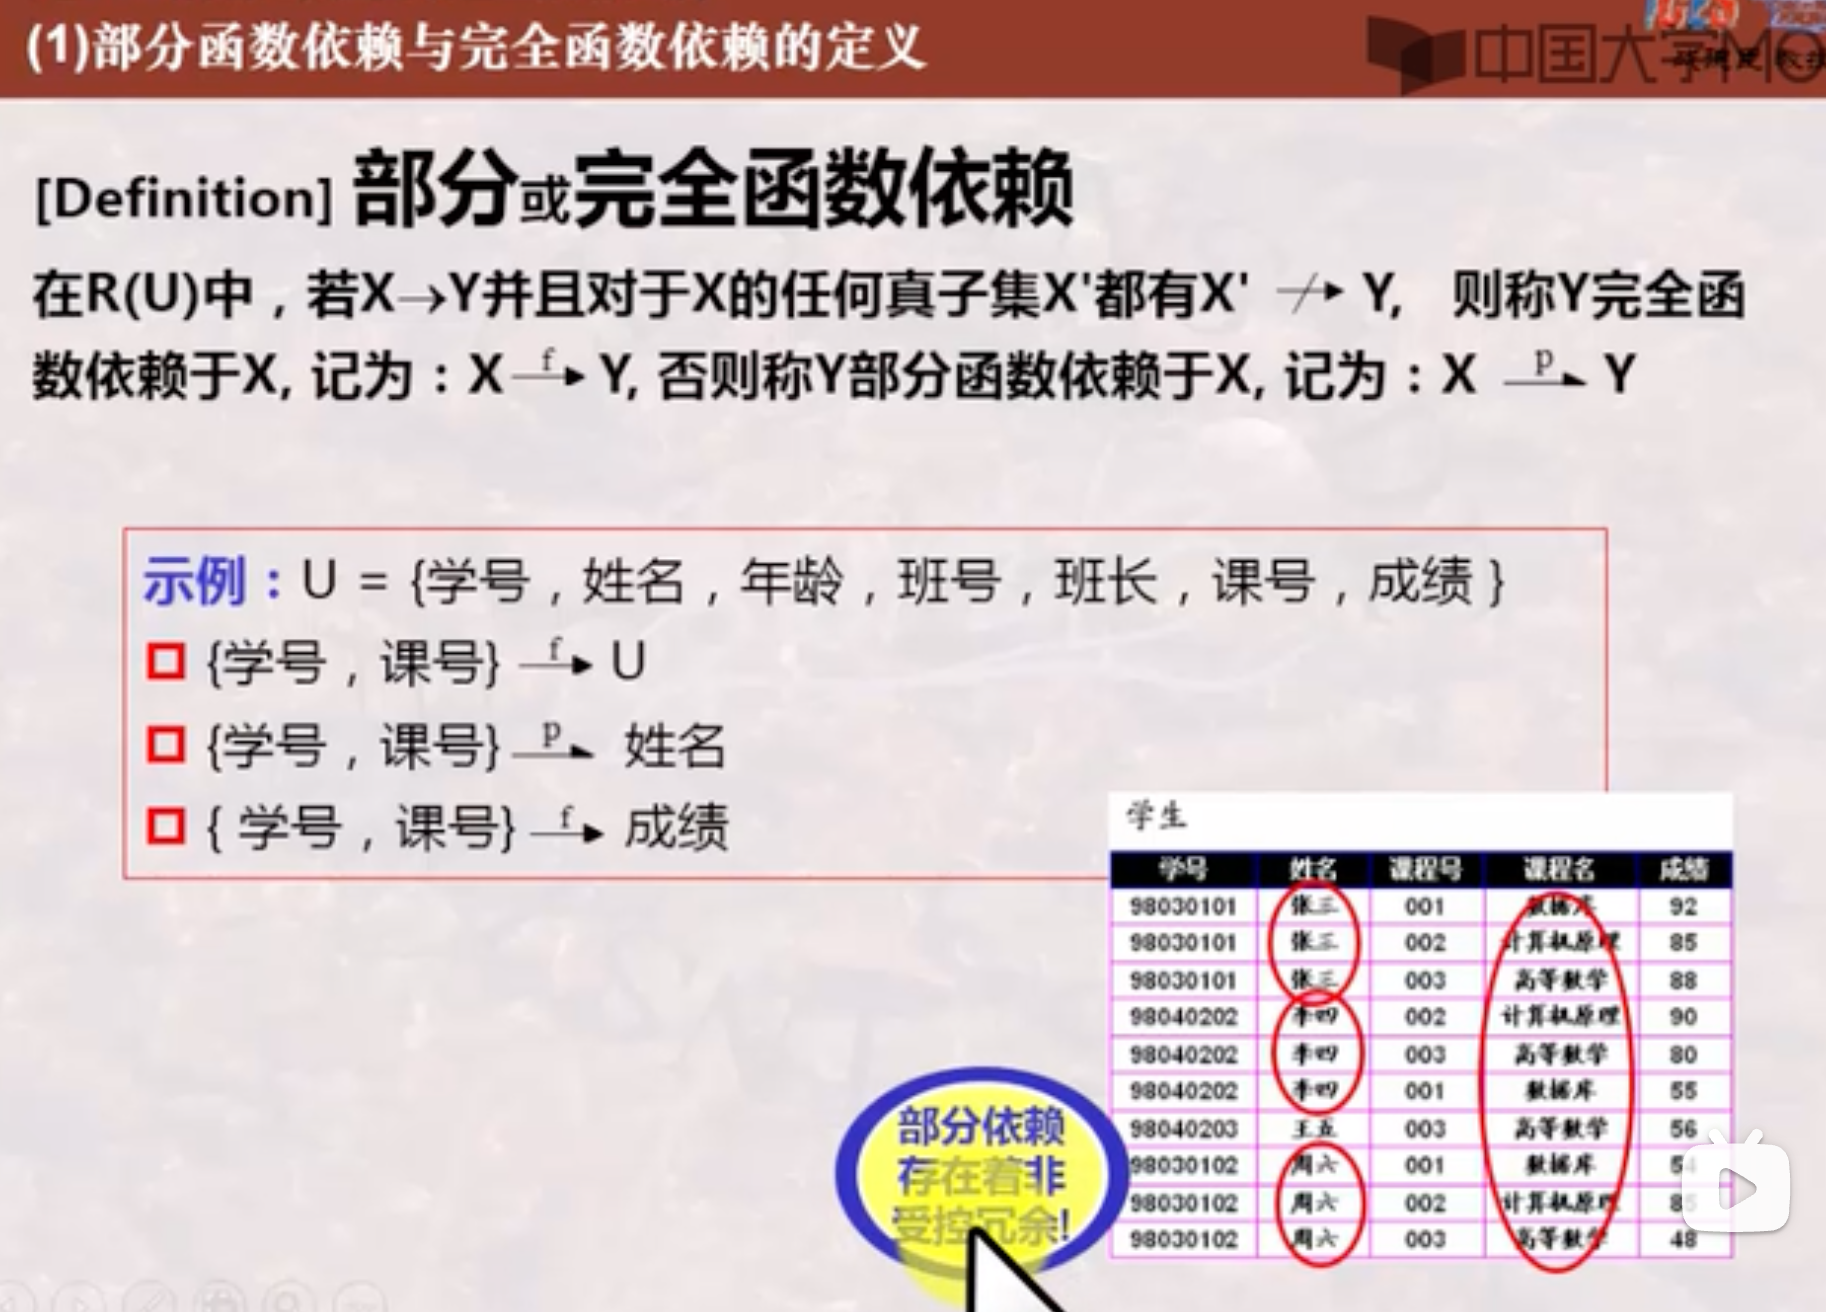 (1)部分函数依赖与完全函数依赖的定义
中国大学MO
[Definition] 部分或完全函数依赖
在R(U)中，若X→Y并且对于X的任何真子集X'都有X' ↛ Y, 则称Y完全函
数依赖于X, 记为：X f→ Y, 否则称Y部分函数依赖于X, 记为：X p→ Y
示例：U = {学号，姓名，年龄，班号，班长，课号，成绩 }
{学号，课号} f→ U
{学号，课号} p→ 姓名
{ 学号，课号} f→ 成绩
学生
学号 姓名 课程号 课程名 成绩
98030101 张三 001 数据库 92
98030101 张三 002 计算机原理 85
98030101 张三 003 高等数学 88
98040202 李四 002 计算机原理 90
98040202 李四 003 高等数学 80
98040202 李四 001 数据库 55
98040203 王五 003 高等数学 56
98030102 周六 001 数据库 54
98030102 周六 002 计算机原理 85
98030102 周六 003 高等数学 48
部分依赖
存在着非
受控冗余!